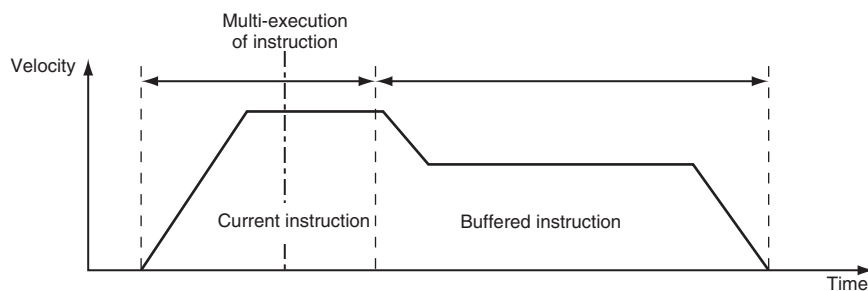 Multi-execution
of instruction
Velocity
Current instruction
Buffered instruction
Time